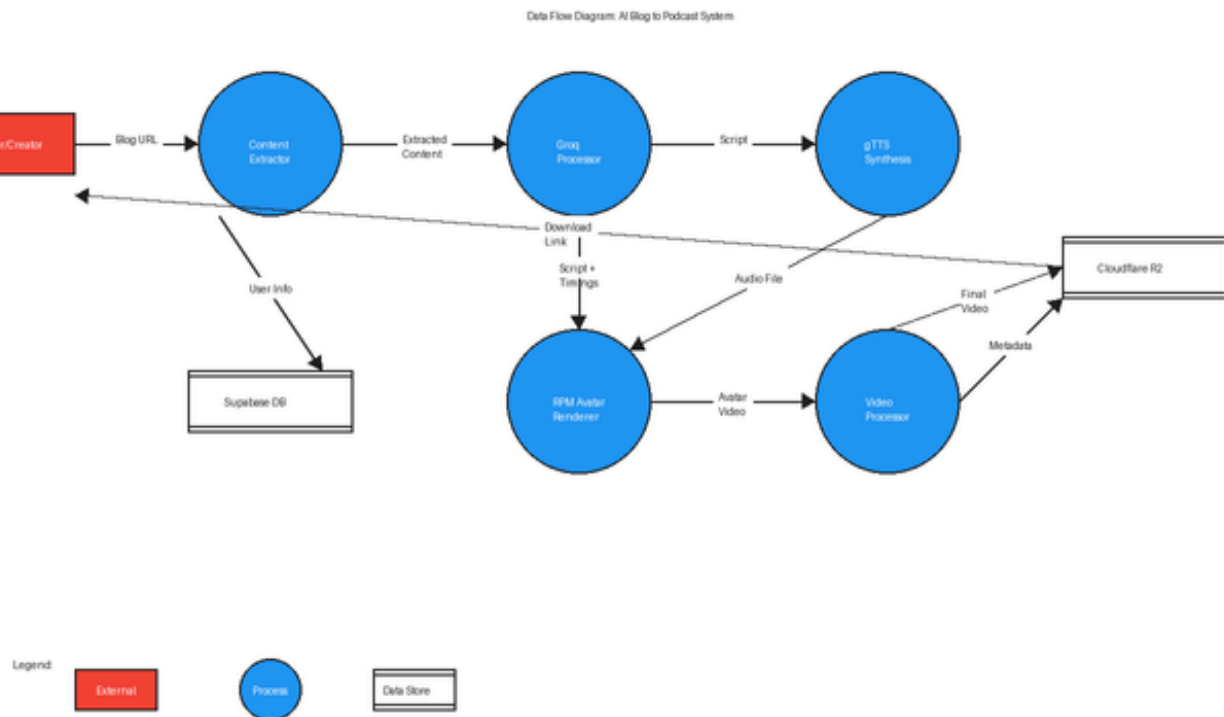 Data Flow Diagram: AI Blog to Podcast System
r/Creator
Blog URL
Content
Extractor
Extracted
Content
Groq
Processor
Script
gTTS
Synthesis
Download
Link
Script +
Timings
User Info
Audio File
Cloudflare R2
Final
Video
Metadata
Supabase DB
RPM Avatar
Renderer
Avatar
Video
Video
Processor
Legend:
External
Process
Data Store